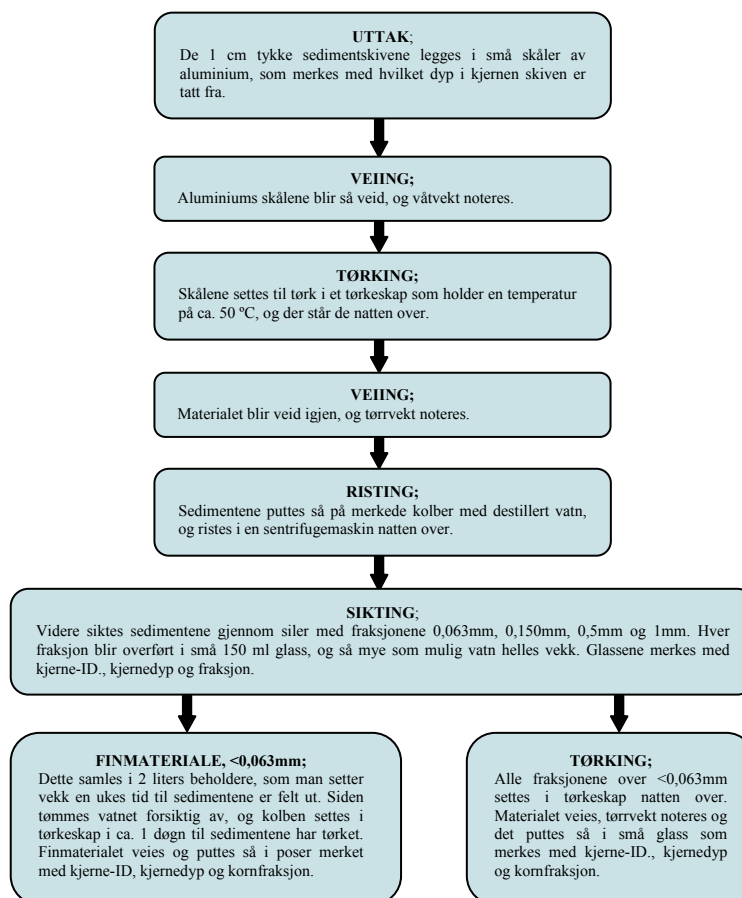 UTTAK;
De 1 cm tykke sedimentskivene legges i små skåler av
aluminium, som merkes med hvilket dyp i kjernen skiven er
tatt fra.
VEIING;
Aluminiums skålene blir så veid, og våtvekt noteres.
TØRKING;
Skålene settes til tørk i et tørkeskap som holder en temperatur
på ca. 50 ºC, og der står de natten over.
VEIING;
Materialet blir veid igjen, og tørrvekt noteres.
RISTING;
Sedimentene puttes så på merkede kolber med destillert vatn,
og ristes i en sentrifugemaskin natten over.
SIKTING;
Videre siktes sedimentene gjennom siler med fraksjonene 0,063mm, 0,150mm, 0,5mm og 1mm. Hver
fraksjon blir overført i små 150 ml glass, og så mye som mulig vatn helles vekk. Glassene merkes med
kjerne-ID., kjernedyp og fraksjon.
FINMATERIALE, <0,063mm;
Dette samles i 2 liters beholdere, som man setter
vekk en ukes tid til sedimentene er felt ut. Siden
tømmes vatnet forsiktig av, og kolben settes i
tørkeskap i ca. 1 døgn til sedimentene har tørket.
Finmaterialet veies og puttes så i poser merket
med kjerne-ID, kjernedyp og kornfraksjon.
TØRKING;
Alle fraksjonene over <0,063mm
settes i tørkeskap natten over.
Materialet veies, tørrvekt noteres og
det puttes så i små glass som
merkes med kjerne-ID., kjernedyp
og kornfraksjon.